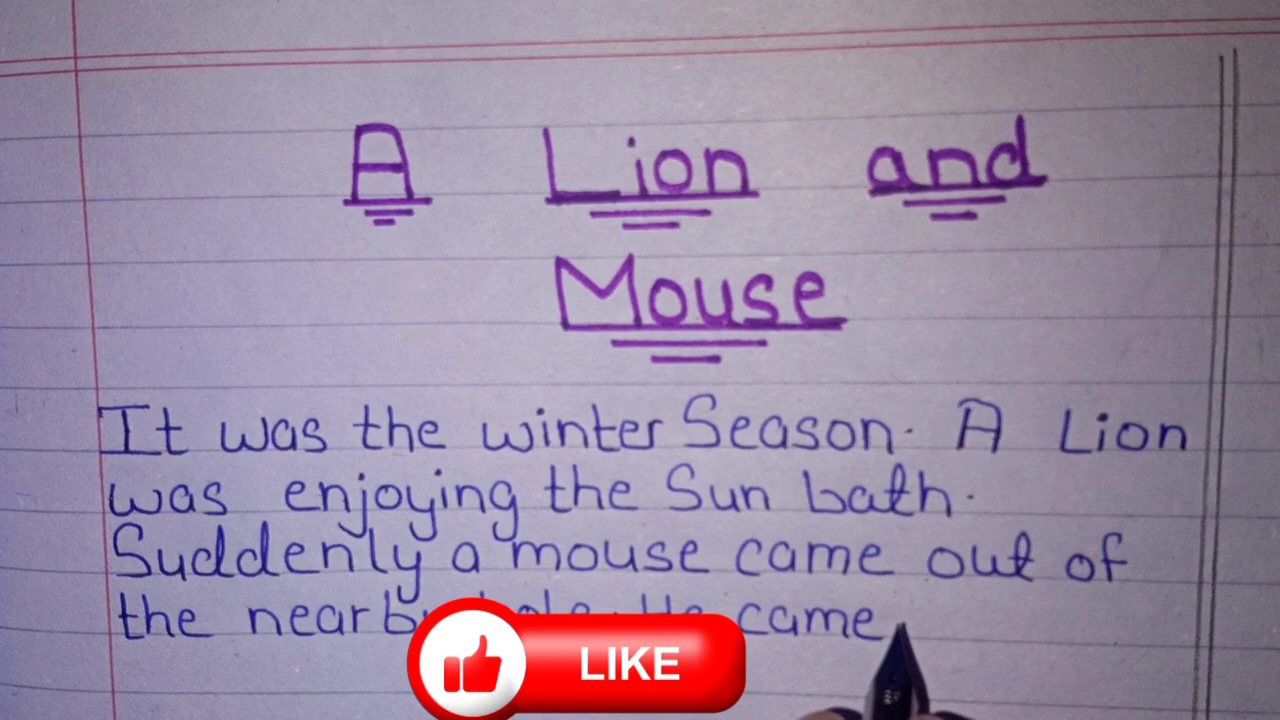 A Lion and
Mouse
It was the winter Season. A Lion
was enjoying the Sun bath.
Suddenly a mouse came out of
the came
LIKE